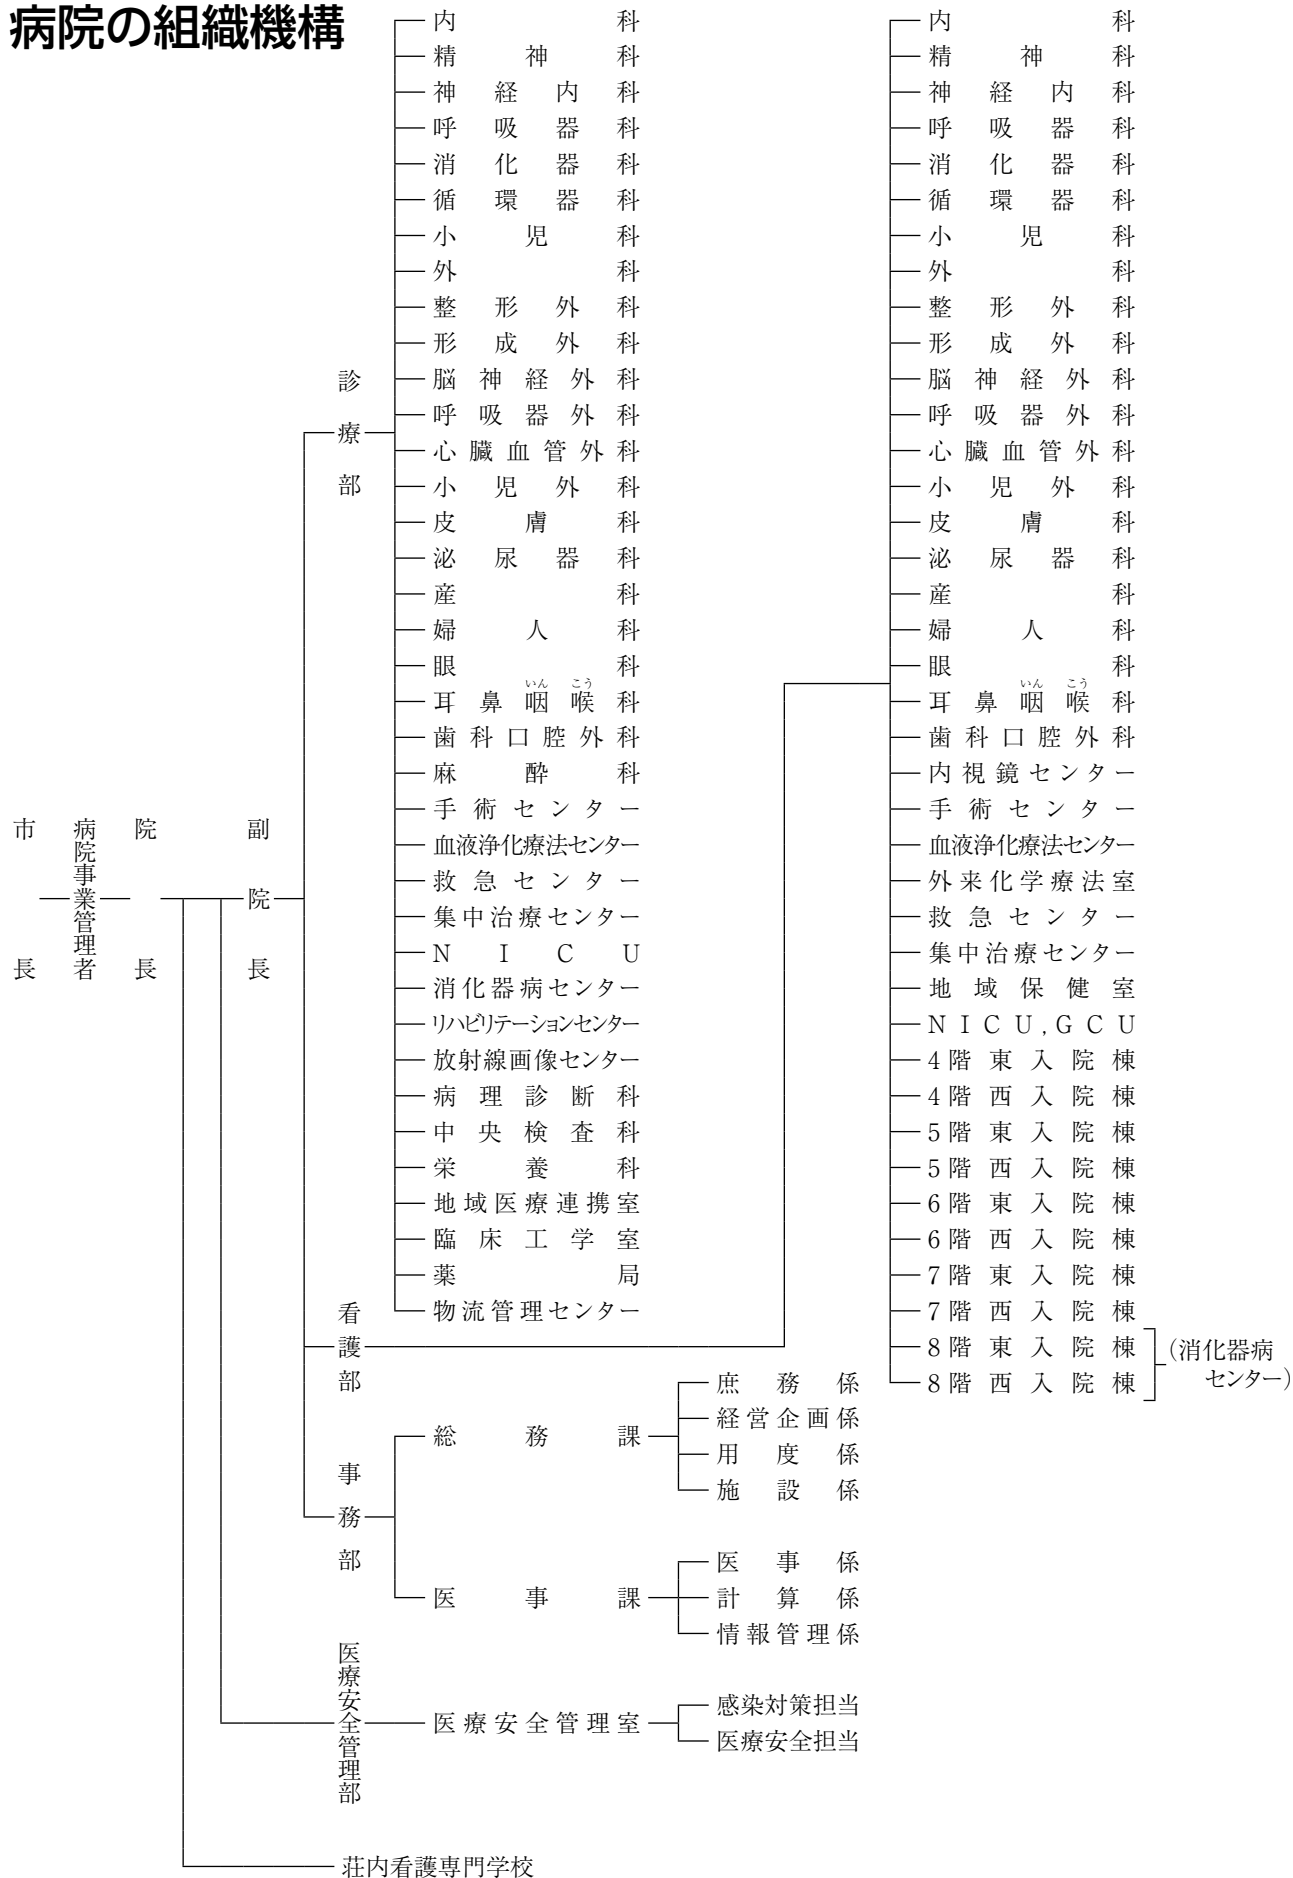 病院の組織機構
市長
病院事業管理者
院長
副院長
診療部
内科
精神科
神経内科
呼吸器科
消化器科
循環器科
小児科
外科
整形外科
形成外科
脳神経外科
呼吸器外科
心臓血管外科
小児外科
皮膚科
泌尿器科
産科
婦人科
眼科
いん こう
耳鼻咽喉科
歯科口腔外科
麻酔科
手術センター
血液浄化療法センター
救急センター
集中治療センター
NICU
消化器病センター
リハビリテーションセンター
放射線画像センター
病理診断科
中央検査科
栄養科
地域医療連携室
臨床工学室
薬局
物流管理センター
看護部
内科
精神科
神経内科
呼吸器科
消化器科
循環器科
小児科
外科
整形外科
形成外科
脳神経外科
呼吸器外科
心臓血管外科
小児外科
皮膚科
泌尿器科
産科
婦人科
眼科
いん こう
耳鼻咽喉科
歯科口腔外科
内視鏡センター
手術センター
血液浄化療法センター
外来化学療法室
救急センター
集中治療センター
地域保健室
NICU,GCU
4階東入院棟
4階西入院棟
5階東入院棟
5階西入院棟
6階東入院棟
6階西入院棟
7階東入院棟
7階西入院棟
8階東入院棟
8階西入院棟
(消化器病
センター)
事務部
総務課
庶務係
経営企画係
用度係
施設係
医事課
医事係
計算係
情報管理係
医療安全管理部
医療安全管理室
感染対策担当
医療安全担当
荘内看護専門学校